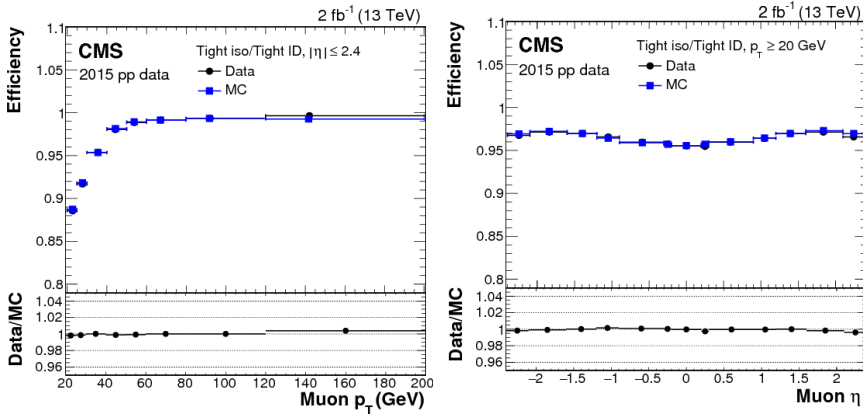 2 fb⁻¹ (13 TeV)
Efficiency
1.1
1.05
1
0.95
0.9
0.85
0.8
CMS
2015 pp data
Tight iso/Tight ID, |η| ≤ 2.4
Data
MC
Data/MC
1.04
1.02
1
0.98
0.96
20 40 60 80 100 120 140 160 180 200
Muon p_T (GeV)
2 fb⁻¹ (13 TeV)
Efficiency
1.1
1.05
1
0.95
0.9
0.85
0.8
CMS
2015 pp data
Tight iso/Tight ID, p_T ≥ 20 GeV
Data
MC
Data/MC
1.04
1.02
1
0.98
0.96
−2 −1.5 −1 −0.5 0 0.5 1 1.5 2
Muon η